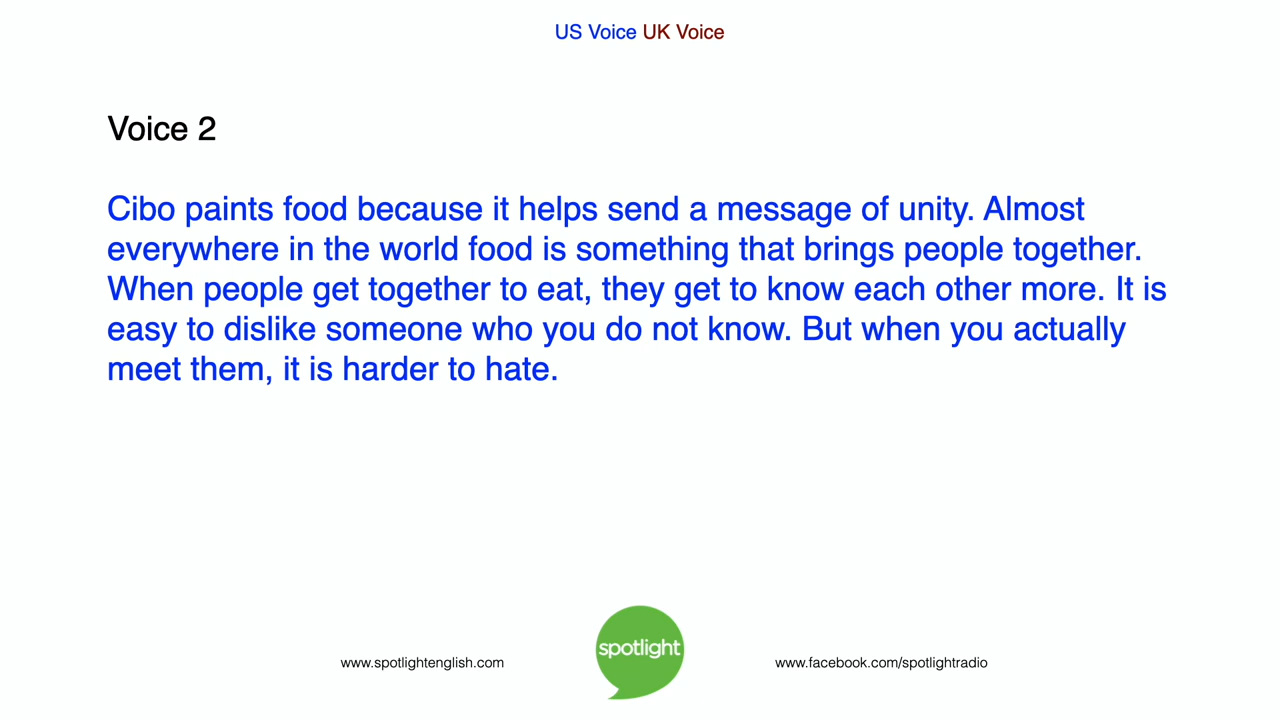 US Voice UK Voice
Voice 2
Cibo paints food because it helps send a message of unity. Almost
everywhere in the world food is something that brings people together.
When people get together to eat, they get to know each other more. It is
easy to dislike someone who you do not know. But when you actually
meet them, it is harder to hate.
www.spotlightenglish.com
spotlight
www.facebook.com/spotlightradio